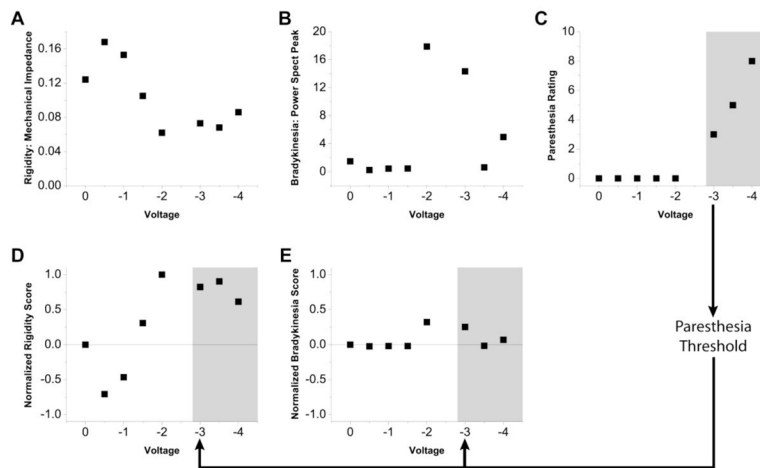 A
Rigidity: Mechanical Impedance
0.16
0.12
0.08
0.04
0.00
0 -1 -2 -3 -4
Voltage
B
Bradykinesia: Power Spect Peak
20
16
12
8
4
0
0 -1 -2 -3 -4
Voltage
C
Paresthesia Rating
10
8
6
4
2
0
0 -1 -2 -3 -4
Voltage
D
Normalized Rigidity Score
1.0
0.5
0.0
-0.5
-1.0
0 -1 -2 -3 -4
Voltage
E
Normalized Bradykinesia Score
1.0
0.5
0.0
-0.5
-1.0
0 -1 -2 -3 -4
Voltage
Paresthesia
Threshold